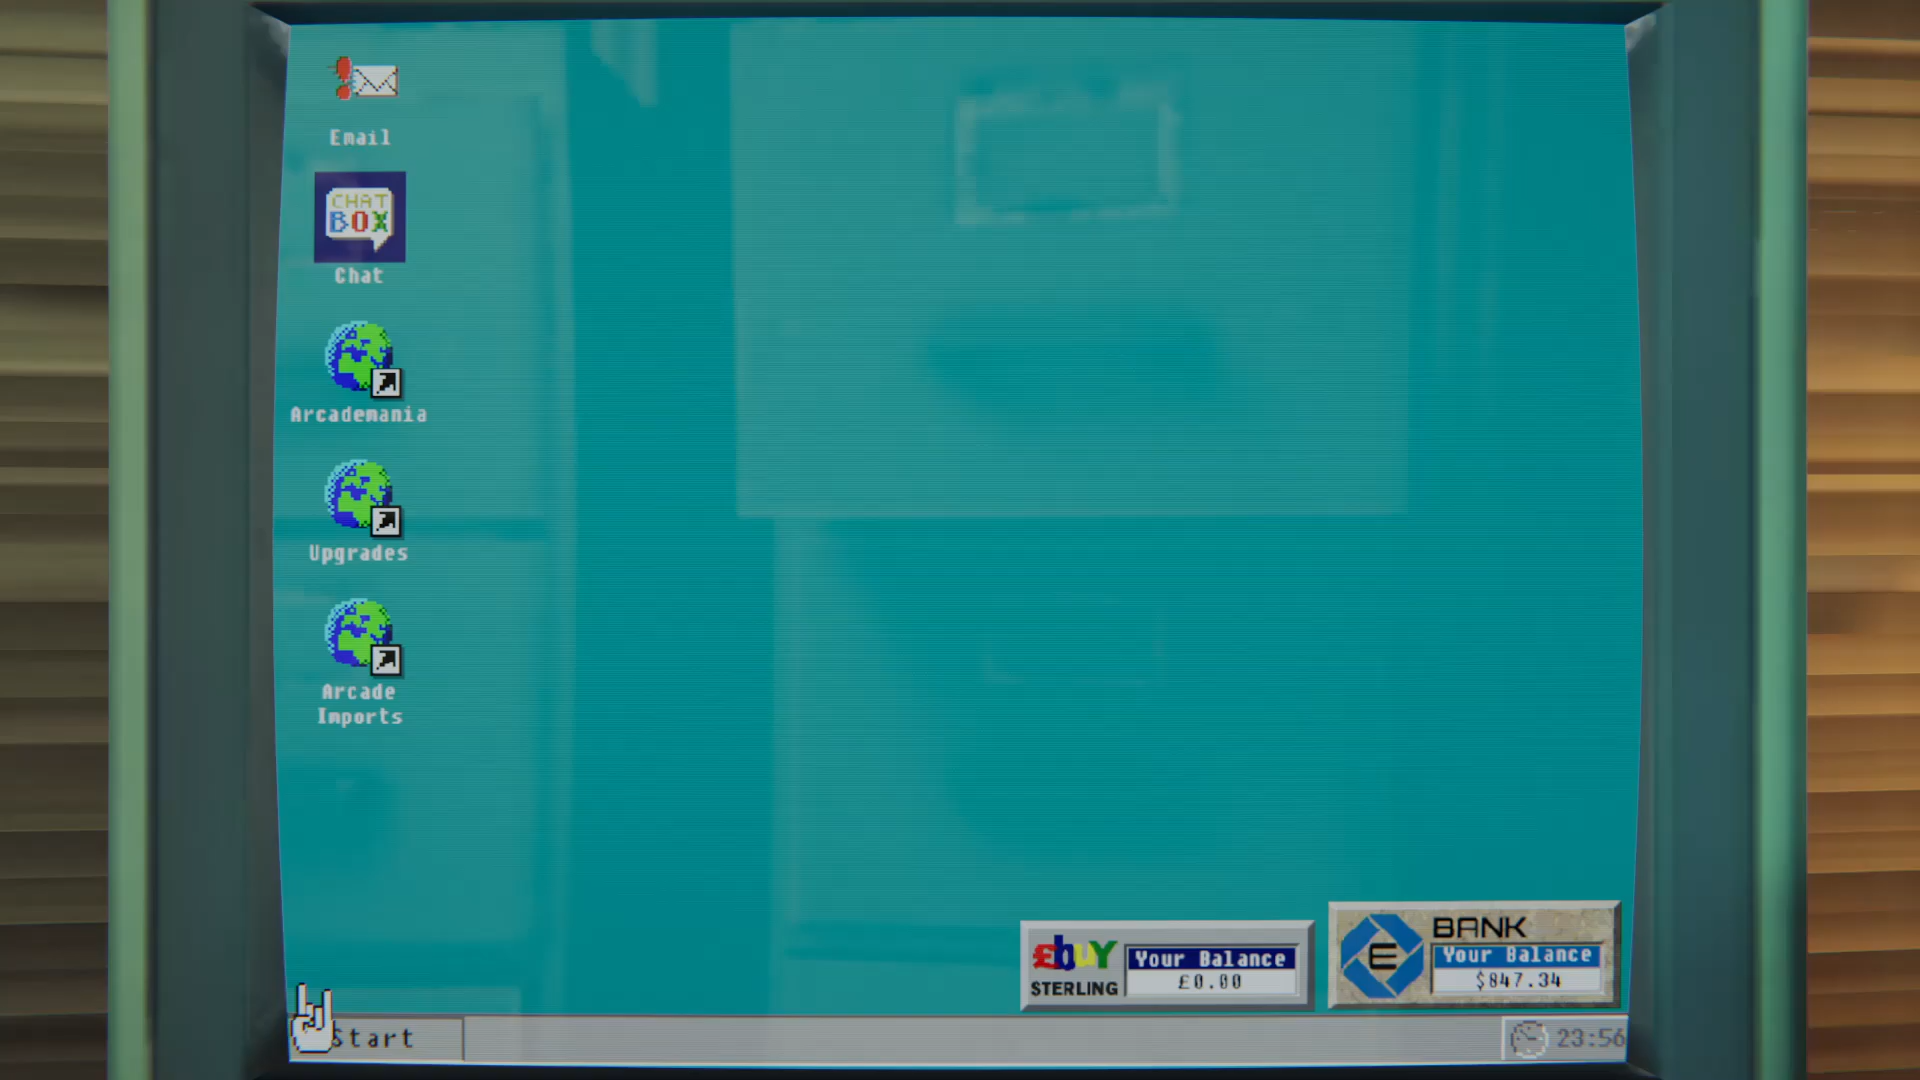 Email
CHAT
BOX
Chat
Arcademania
Upgrades
Arcade
Imports
£buY
STERLING
Your Balance
£0.00
E
BANK
Your Balance
$847.34
Start
23:56